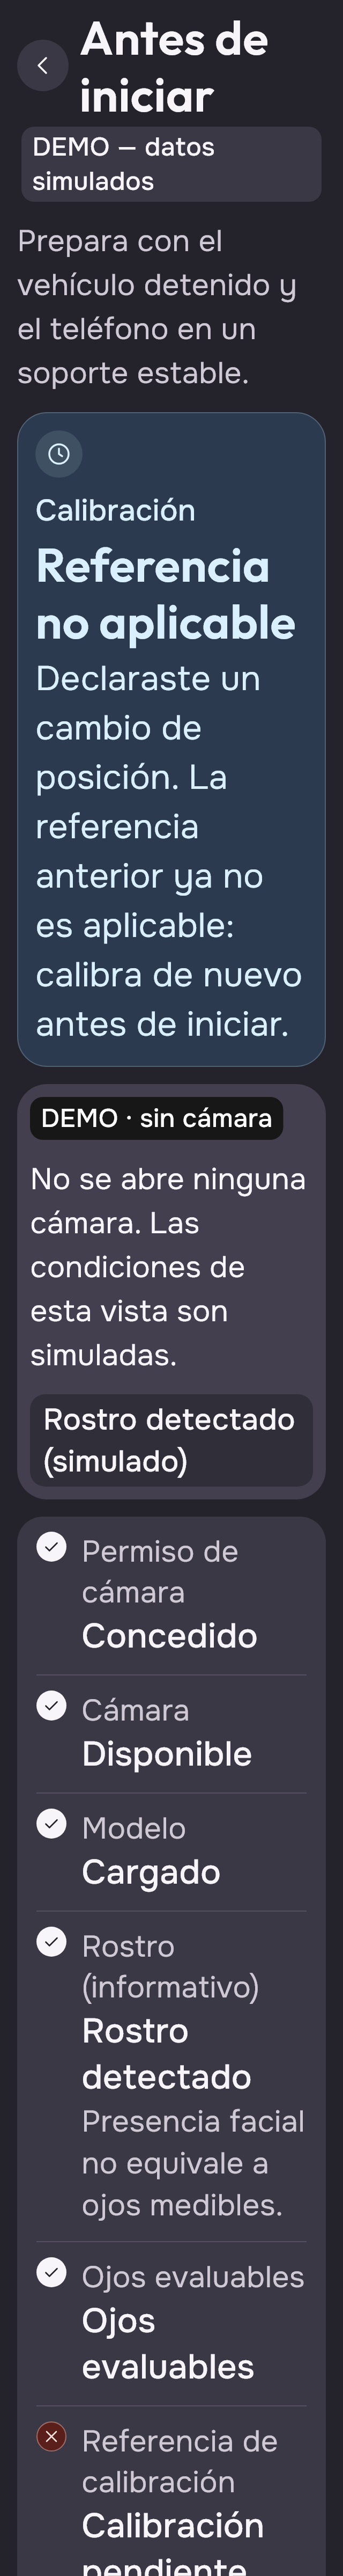 Antes de
iniciar
DEMO — datos
simulados
Prepara con el
vehículo detenido y
el teléfono en un
soporte estable.
Calibración
Referencia
no aplicable
Declaraste un
cambio de
posición. La
referencia
anterior ya no
es aplicable:
calibra de nuevo
antes de iniciar.
DEMO · sin cámara
No se abre ninguna
cámara. Las
condiciones de
esta vista son
simuladas.
Rostro detectado
(simulado)
Permiso de
cámara
Concedido
Cámara
Disponible
Modelo
Cargado
Rostro
(informativo)
Rostro
detectado
Presencia facial
no equivale a
ojos medibles.
Ojos evaluables
Ojos
evaluables
Referencia de
calibración
Calibración
pendiente